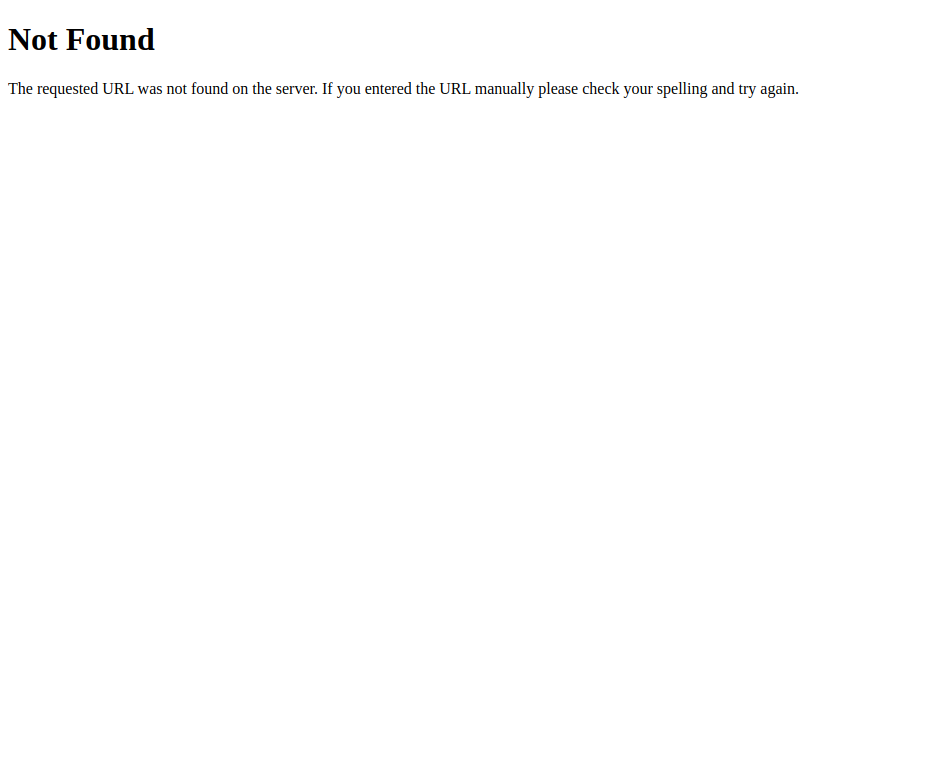 Not Found
The requested URL was not found on the server. If you entered the URL manually please check your spelling and try again.